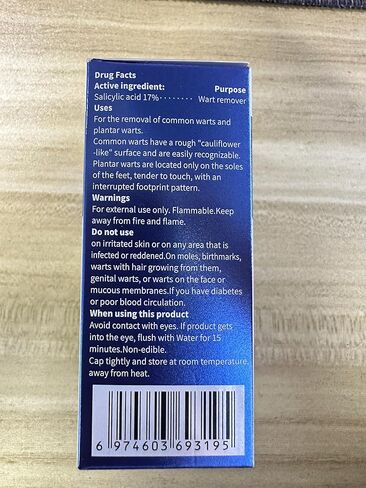 Drug Facts
Active ingredient: Purpose
Salicylic acid 17%········ Wart remover
Uses
For the removal of common warts and
plantar warts.
Common warts have a rough "cauliflower
-like" surface and are easily recognizable.
Plantar warts are located only on the soles
of the feet, tender to touch, with an
interrupted footprint pattern.
Warnings
For external use only. Flammable.Keep
away from fire and flame.
Do not use
on irritated skin or on any area that is
infected or reddened.On moles, birthmarks,
warts with hair growing from them,
genital warts, or warts on the face or
mucous membranes.If you have diabetes
or poor blood circulation.
When using this product
Avoid contact with eyes. If product gets
into the eye, flush with Water for 15
minutes.Non-edible.
Cap tightly and store at room temperature.
away from heat.
6 974603 693195